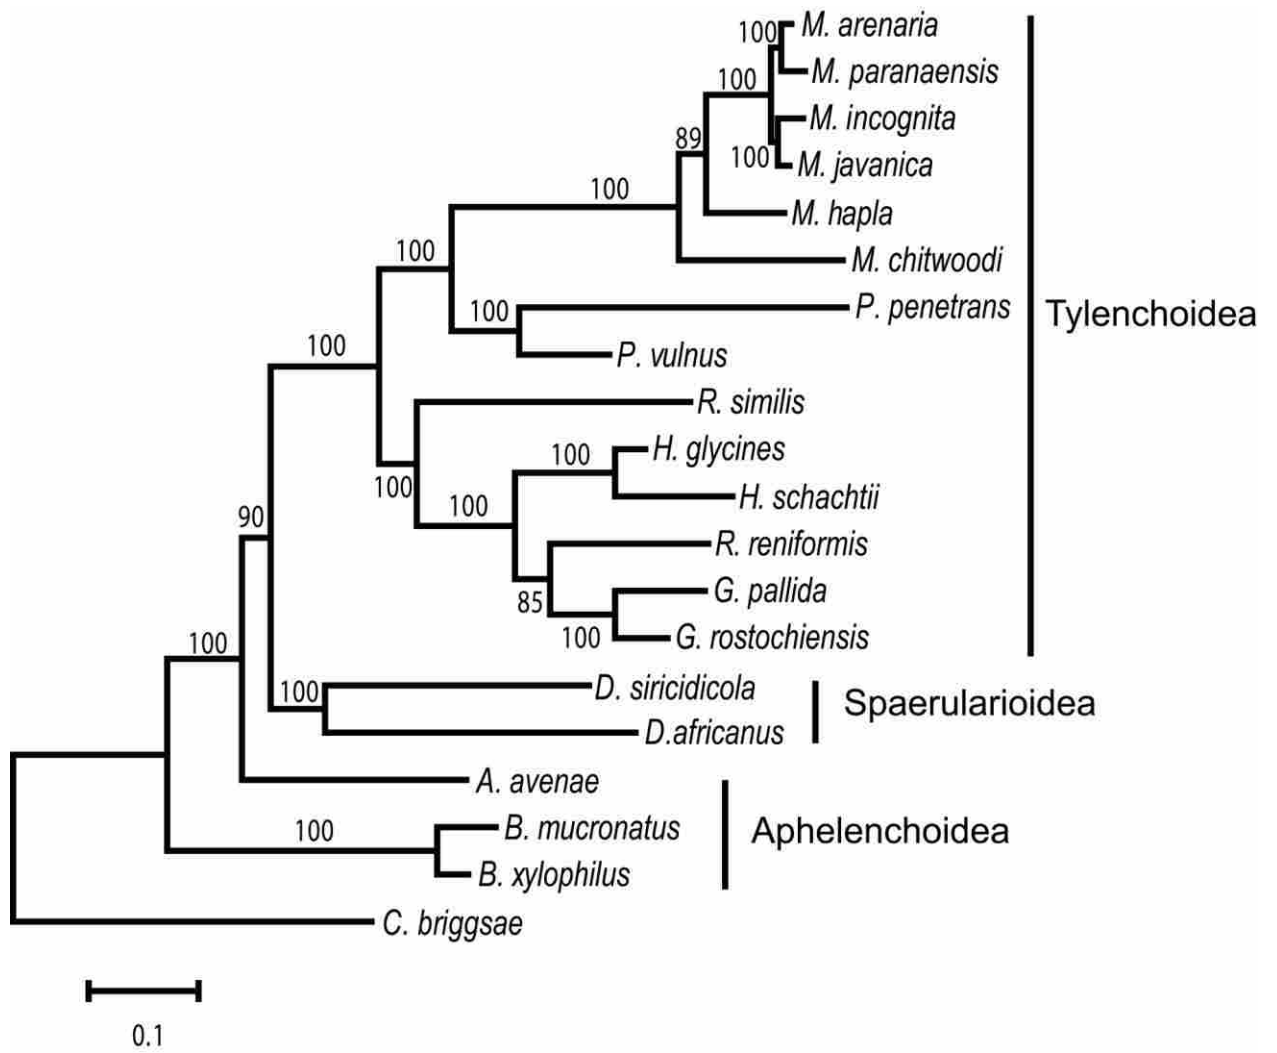 100
M. arenaria
M. paranaensis
100
M. incognita
89
100
M. javanica
100
M. hapla
100
M. chitwoodi
100
P. penetrans
Tylenchoidea
100
P. vulnus
R. similis
100
H. glycines
100
100
H. schachtii
90
R. reniformis
85
G. pallida
100
G. rostochiensis
100
100
D. siricidicola
Spaerularioidea
D.africanus
A. avenae
100
B. mucronatus
Aphelenchoidea
B. xylophilus
C. briggsae
0.1